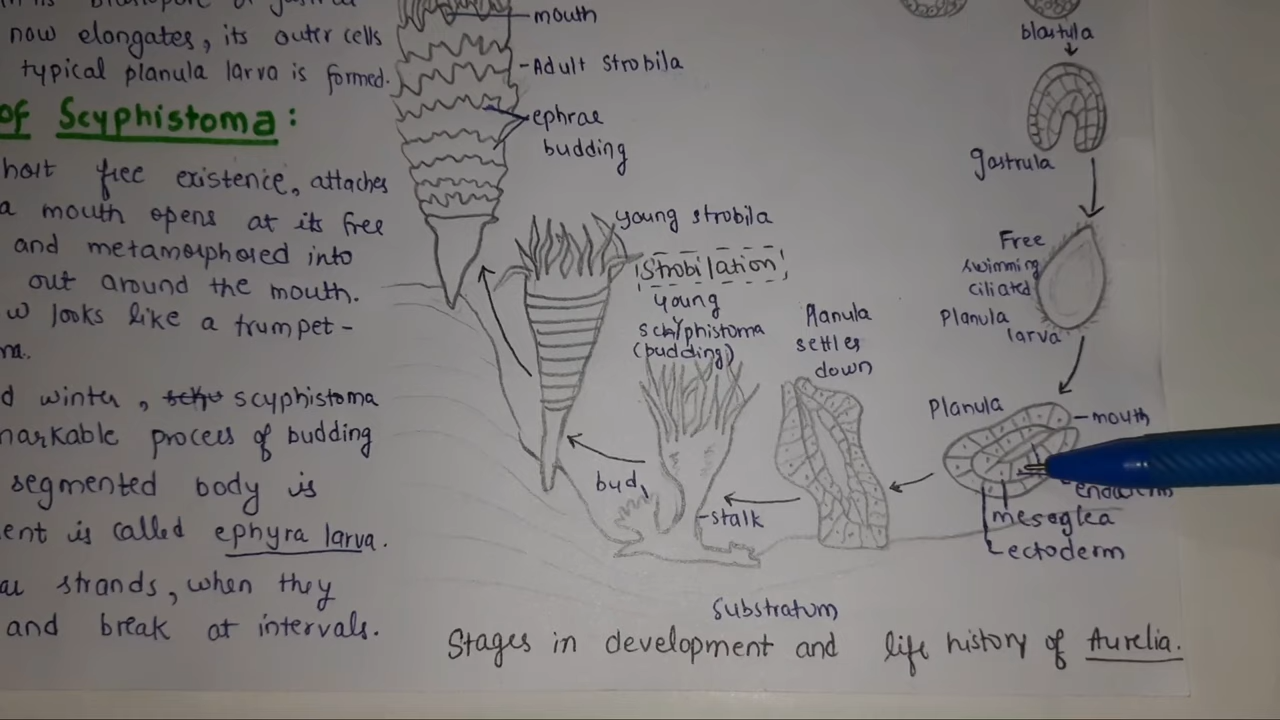 now elongates, its outer cells
typical planula larva is formed.
of Scyphistoma:
free existence, attaches
a mouth opens at its free
and metamorphosed into
out around the mouth.
looks like a trumpet-
d winter, scyphistoma
process of budding
segmented body is
ent is called ephyra larva.
strands, when they
and break at intervals.
mouth
Adult strobila
ephrae
budding
young strobila
Strobilation
young
scyphistoma
(budding)
bud
stalk
Planula
settles
down
blastula
gastrula
Free
swimming
ciliated
Planula
larva
Planula
mouth
mesoglea
ectoderm
Substratum
Stages in development and life history of Aurelia.